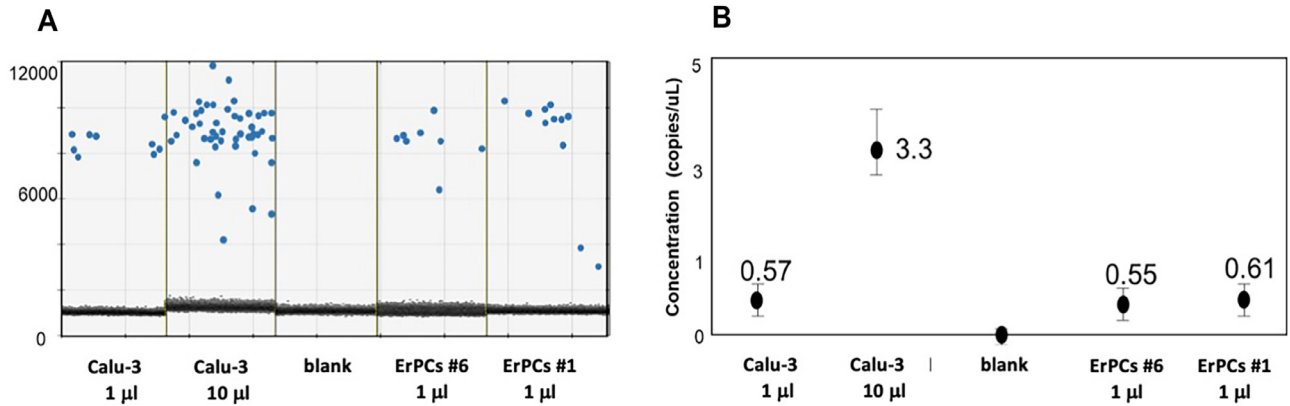 A
12000
6000
0
Calu-3
1 µl
Calu-3
10 µl
blank
ErPCs #6
1 µl
ErPCs #1
1 µl
B
Concentration (copies/uL)
5
3
1
0
0.57
3.3
0.55
0.61
Calu-3
1 µl
Calu-3
10 µl
|
blank
ErPCs #6
1 µl
ErPCs #1
1 µl